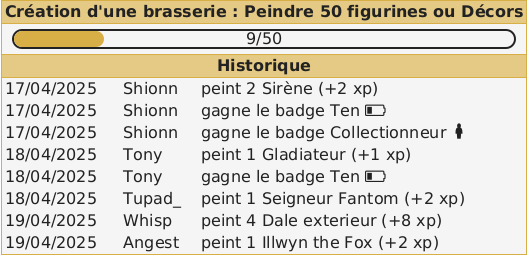 Création d'une brasserie : Peindre 50 figurines ou Décors
9/50
Historique
17/04/2025 Shionn peint 2 Sirène (+2 xp)
17/04/2025 Shionn gagne le badge Ten
17/04/2025 Shionn gagne le badge Collectionneur
18/04/2025 Tony peint 1 Gladiateur (+1 xp)
18/04/2025 Tony gagne le badge Ten
18/04/2025 Tupad_ peint 1 Seigneur Fantom (+2 xp)
19/04/2025 Whisp peint 4 Dale exterieur (+8 xp)
19/04/2025 Angest peint 1 Illwyn the Fox (+2 xp)